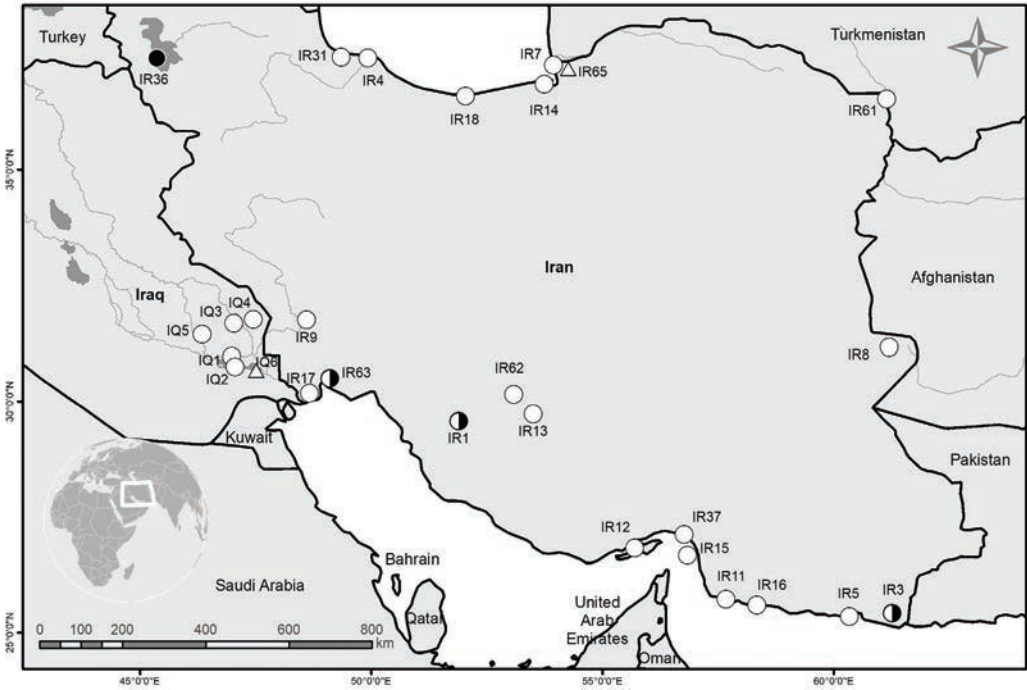 Turkey
IR36
IR31
IR4
IR18
IR7
IR65
IR14
Turkmenistan
IR61
35°0'0"N
Iran
Afghanistan
Iraq
IQ3
IQ4
IQ5
IR9
IQ1
IQ6
IQ2
IR8
IR17
IR63
IR62
30°0'0"N
IR1
IR13
Kuwait
Pakistan
IR12
IR37
IR15
Bahrain
IR11
IR16
IR5
IR3
Saudi Arabia
Qatar
United
Arab
Emirates
Oman
0 100 200 400 600 800
km
25°0'0"N
45°0'0"E
50°0'0"E
55°0'0"E
60°0'0"E